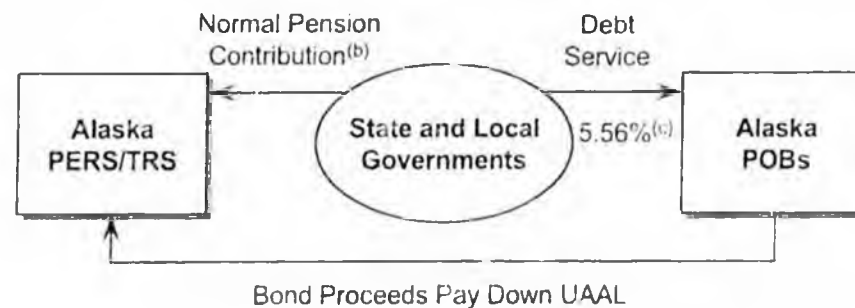 Normal Pension
Contribution(b)
Debt
Service
Alaska
PERS/TRS
State and Local
Governments
5.56%(c)
Alaska
POBs
Bond Proceeds Pay Down UAAL